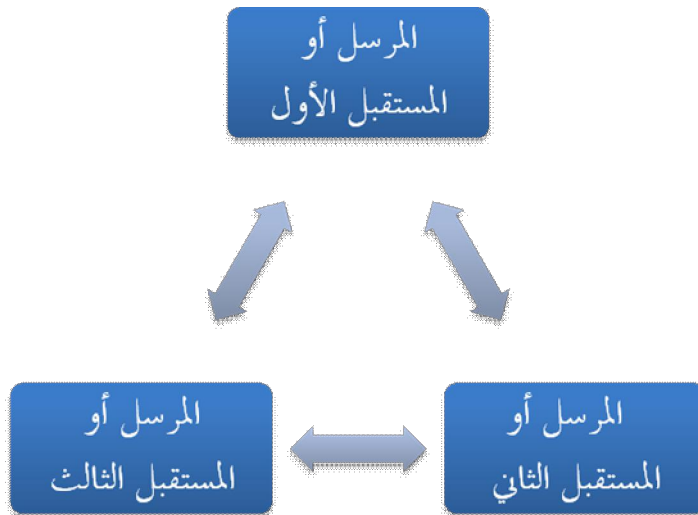 المرسل أو
المستقبل الأول
المرسل أو
المستقبل الثاني
المرسل أو
المستقبل الثالث